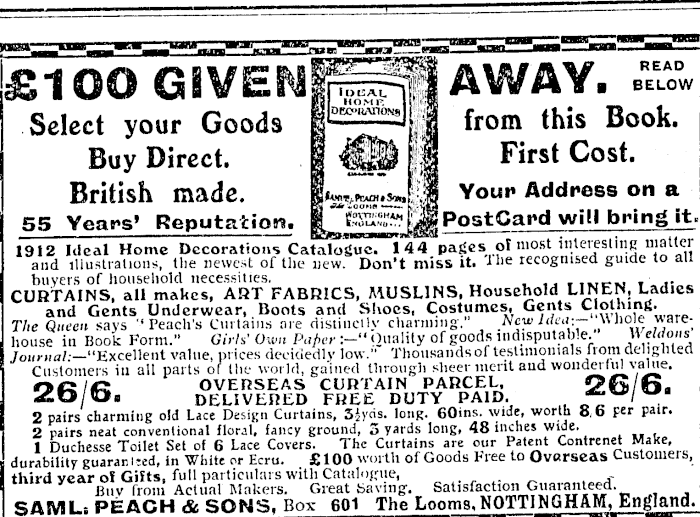 £100 GIVEN AWAY. READ BELOW
IDEAL
HOME
DECORATIONS
SAMUEL PEACH & SONS
The Looms
NOTTINGHAM
ENGLAND
Select your Goods from this Book.
Buy Direct. First Cost.
British made. Your Address on a
55 Years' Reputation. PostCard will bring it.
1912 Ideal Home Decorations Catalogue. 144 pages of most interesting matter
and illustrations, the newest of the new. Don't miss it. The recognised guide to all
buyers of household necessities.
CURTAINS, all makes, ART FABRICS, MUSLINS, Household LINEN, Ladies
and Gents Underwear, Boots and Shoes, Costumes, Gents Clothing.
The Queen says "Peach's Curtains are distinctly charming." New Idea:—"Whole ware-
house in Book Form." Girls' Own Paper:—"Quality of goods indisputable." Weldons'
Journal:—"Excellent value, prices decidedly low." Thousands of testimonials from delighted
Customers in all parts of the world, gained through sheer merit and wonderful value.
26/6. OVERSEAS CURTAIN PARCEL, 26/6.
DELIVERED FREE DUTY PAID.
2 pairs charming old Lace Design Curtains, 3½yds. long. 60ins. wide, worth 8/6 per pair.
2 pairs neat conventional floral, fancy ground, 3 yards long, 48 inches wide.
1 Duchesse Toilet Set of 6 Lace Covers. The Curtains are our Patent Contrenet Make,
durability guaranteed, in White or Ecru. £100 worth of Goods Free to Overseas Customers,
third year of Gifts, full particulars with Catalogue,
Buy from Actual Makers. Great Saving. Satisfaction Guaranteed.
SAML. PEACH & SONS, Box 601 The Looms, NOTTINGHAM, England.